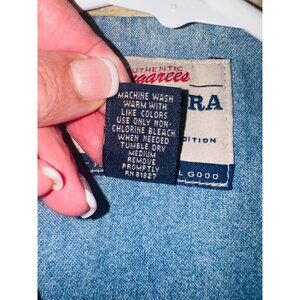 AUTHENTIC
MACHINE WASH
WARM WITH
LIKE COLORS
USE ONLY NON-
CHLORINE BLEACH
WHEN NEEDED
TUMBLE DRY
MEDIUM
REMOVE
PROMPTLY
RN 81827
RA
DITION
GOOD